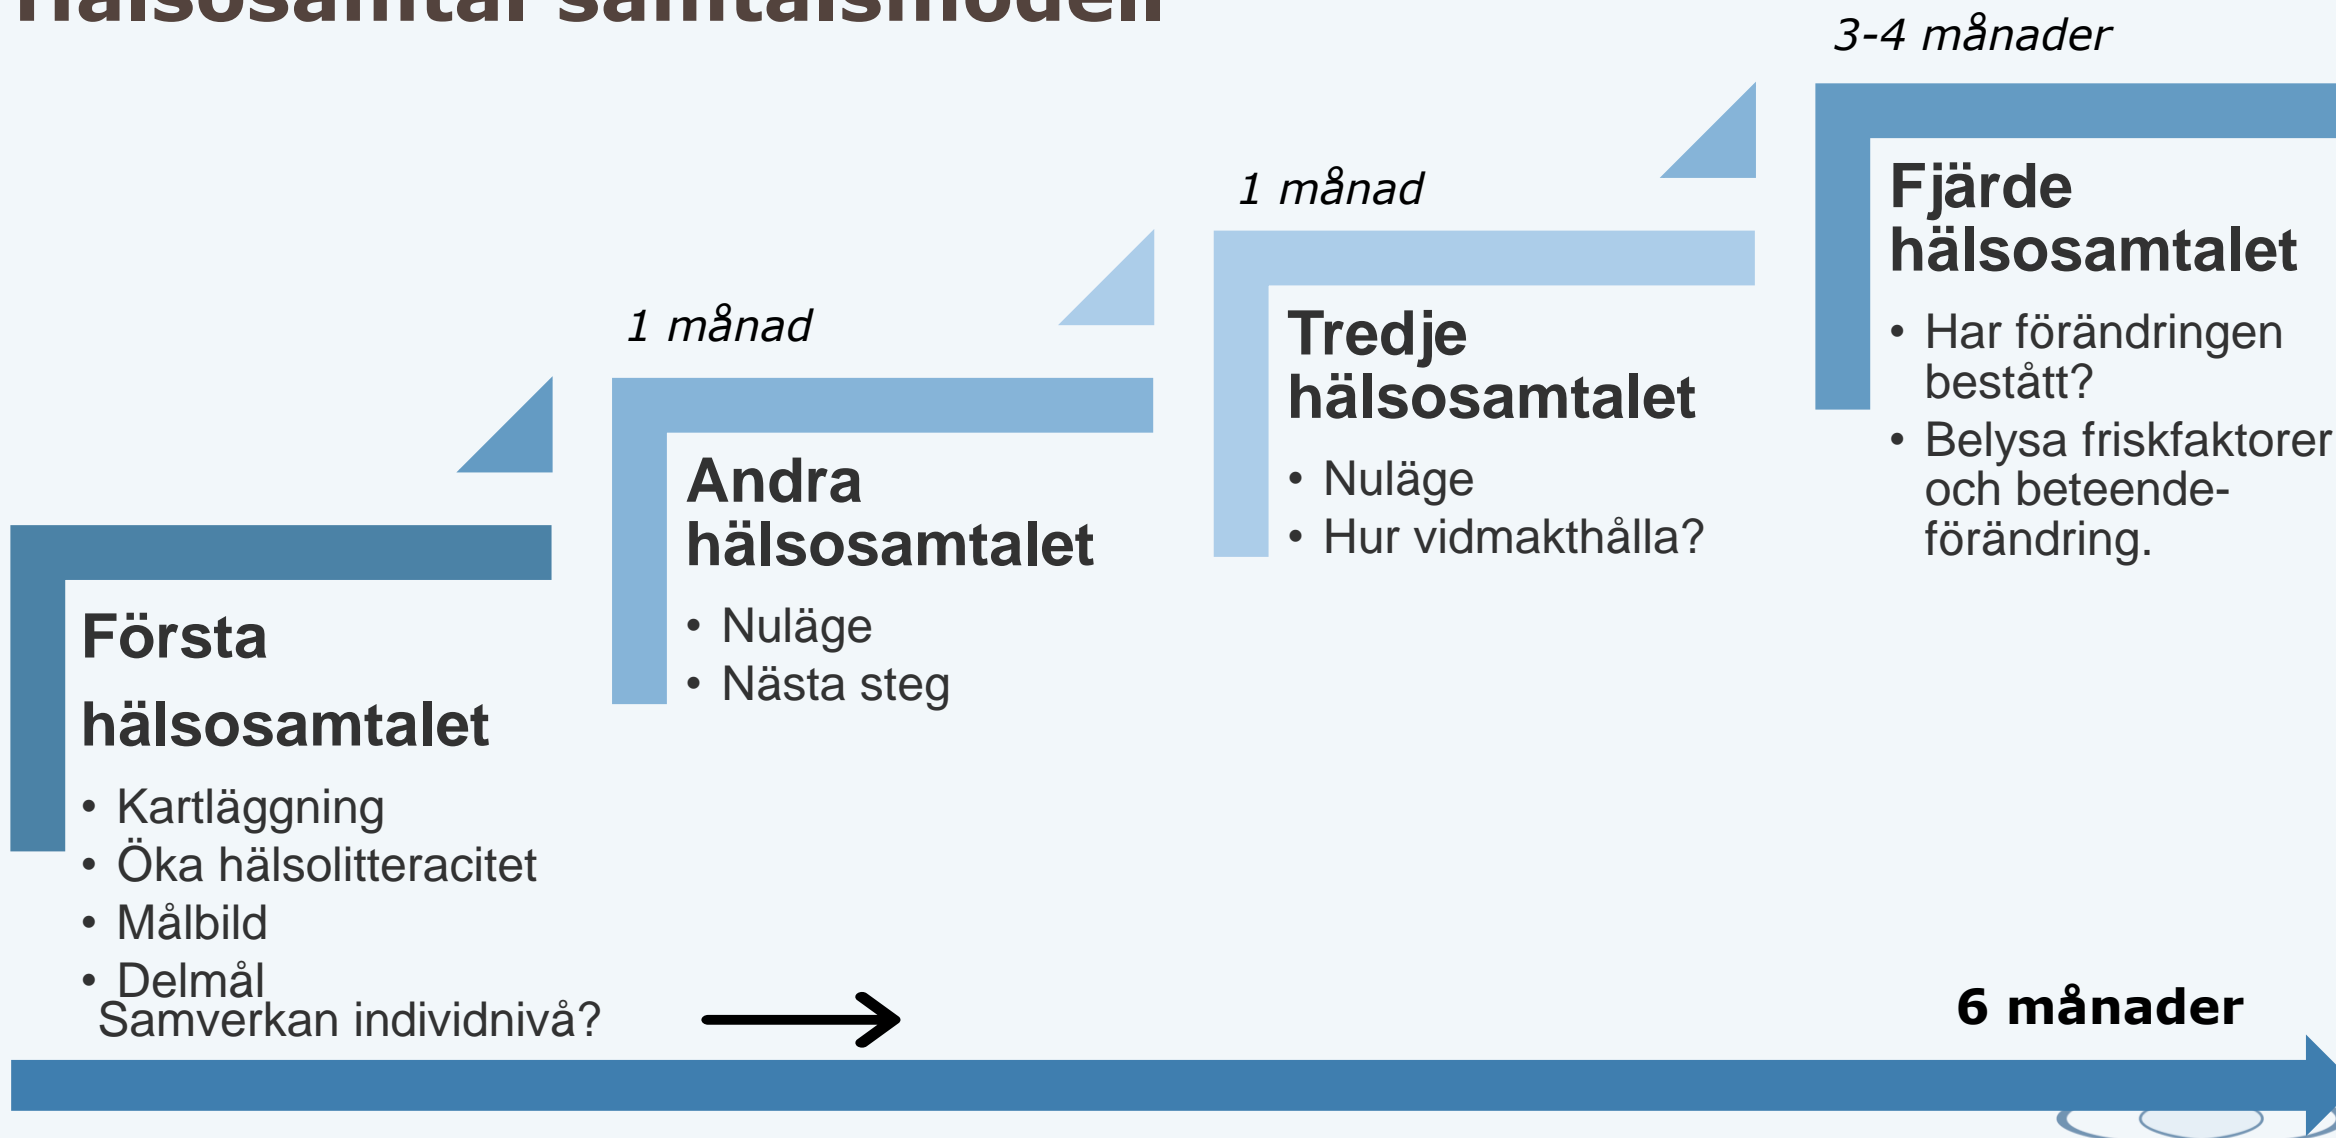 Hälsosamtal samtalsmodell
Första
hälsosamtalet
• Kartläggning
• Öka hälsolitteracitet
• Målbild
• Delmål
Samverkan individnivå?
1 månad
Andra
hälsosamtalet
• Nuläge
• Nästa steg
1 månad
Tredje
hälsosamtalet
• Nuläge
• Hur vidmakthålla?
3-4 månader
Fjärde
hälsosamtalet
• Har förändringen
bestått?
• Belysa friskfaktorer
och beteende-
förändring.
6 månader